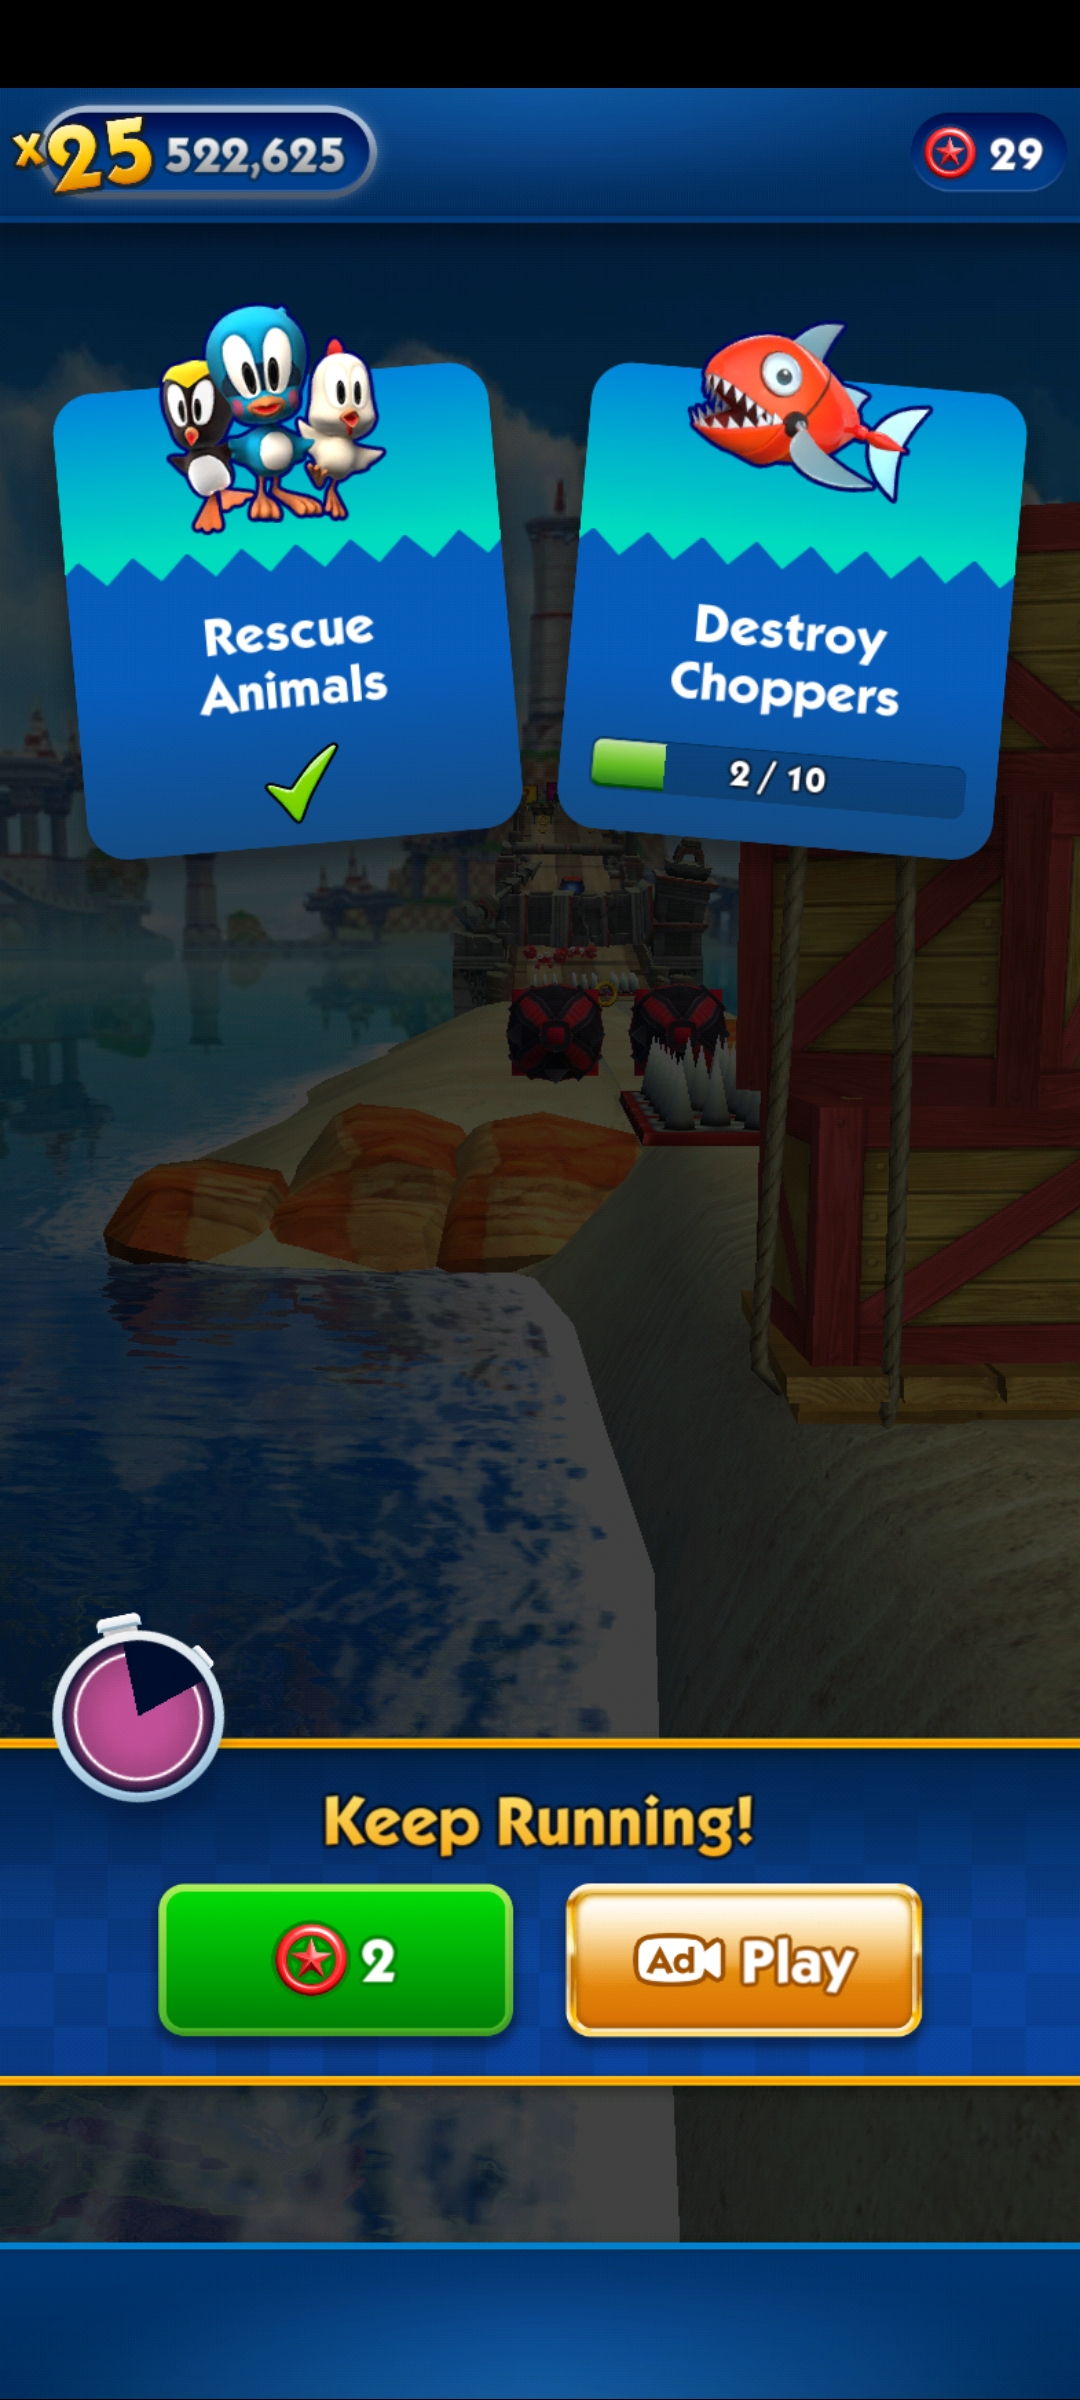 x25 522,625
29
Rescue
Animals
Destroy
Choppers
2 / 10
Keep Running!
2
Ad Play